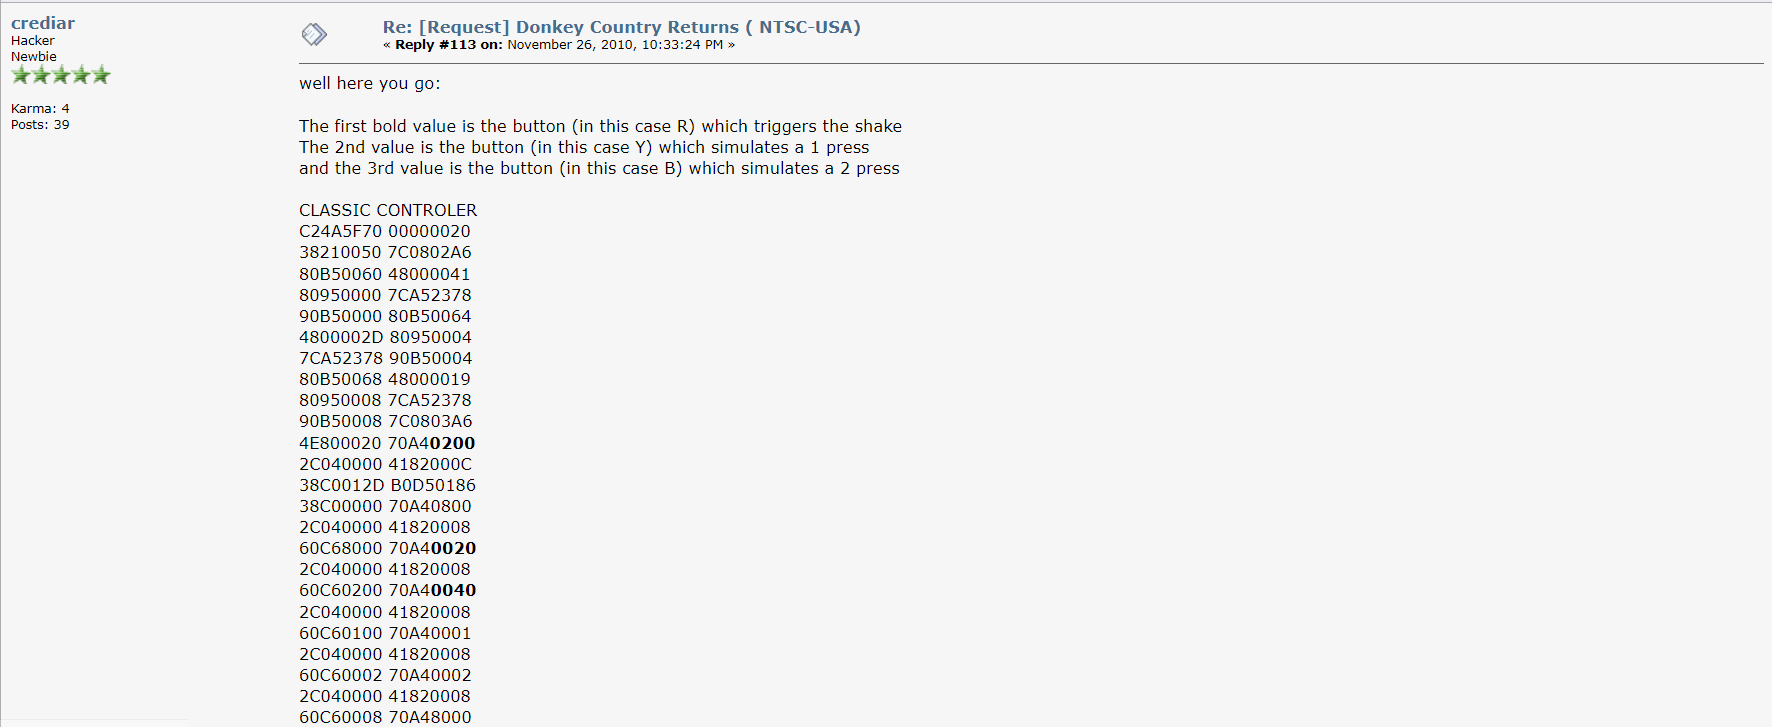 crediar
Hacker
Newbie
Karma: 4
Posts: 39
Re: [Request] Donkey Country Returns ( NTSC-USA)
« Reply #113 on: November 26, 2010, 10:33:24 PM »
well here you go:
The first bold value is the button (in this case R) which triggers the shake
The 2nd value is the button (in this case Y) which simulates a 1 press
and the 3rd value is the button (in this case B) which simulates a 2 press
CLASSIC CONTROLER
C24A5F70 00000020
38210050 7C0802A6
80B50060 48000041
80950000 7CA52378
90B50000 80B50064
4800002D 80950004
7CA52378 90B50004
80B50068 48000019
80950008 7CA52378
90B50008 7C0803A6
4E800020 70A40200
2C040000 4182000C
38C0012D B0D50186
38C00000 70A40800
2C040000 41820008
60C68000 70A40020
2C040000 41820008
60C60200 70A40040
2C040000 41820008
60C60100 70A40001
2C040000 41820008
60C60002 70A40002
2C040000 41820008
60C60008 70A48000